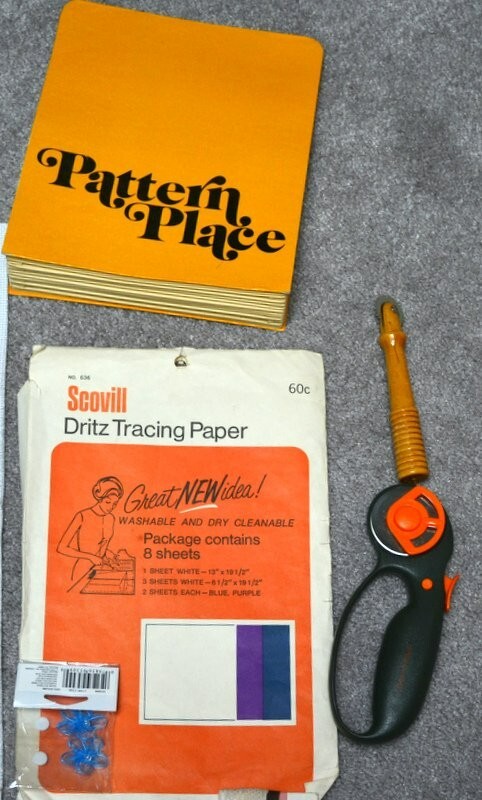 Pattern
Place
NO. 636
60c
Scovill
Dritz Tracing Paper
Great NEW idea!
WASHABLE AND DRY CLEANABLE
Package contains
8 sheets
1 SHEET WHITE—13" x 19 1/2"
3 SHEETS WHITE—6 1/2" x 19 1/2"
2 SHEETS EACH—BLUE, PURPLE